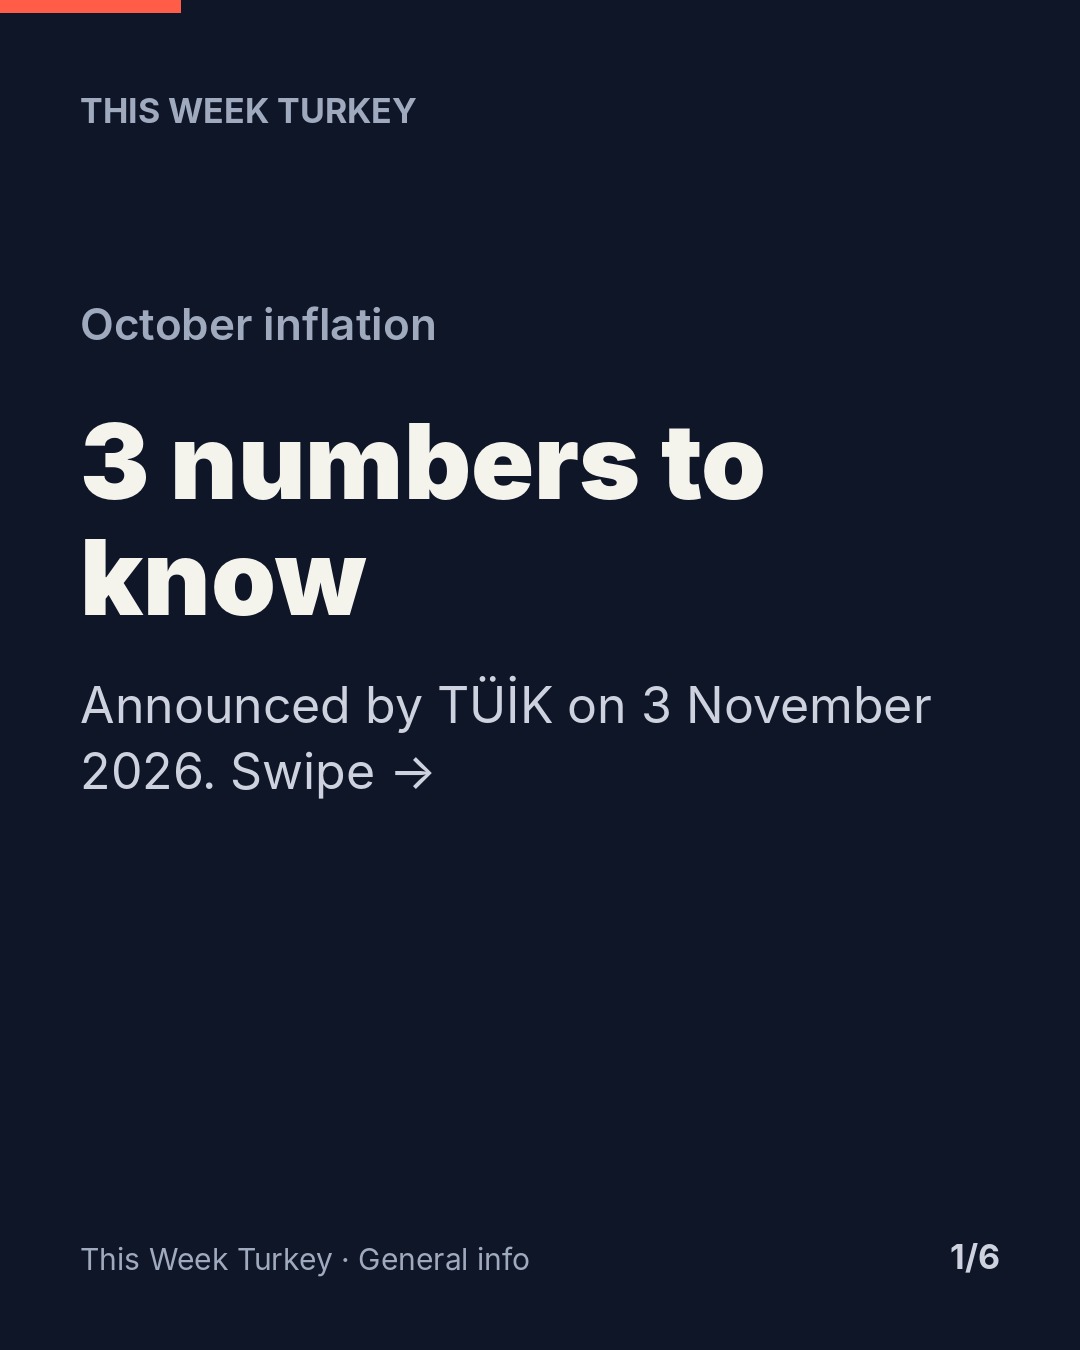 THIS WEEK TURKEY
October inflation
3 numbers to
know
Announced by TÜİK on 3 November
2026. Swipe →
This Week Turkey · General info
1/6